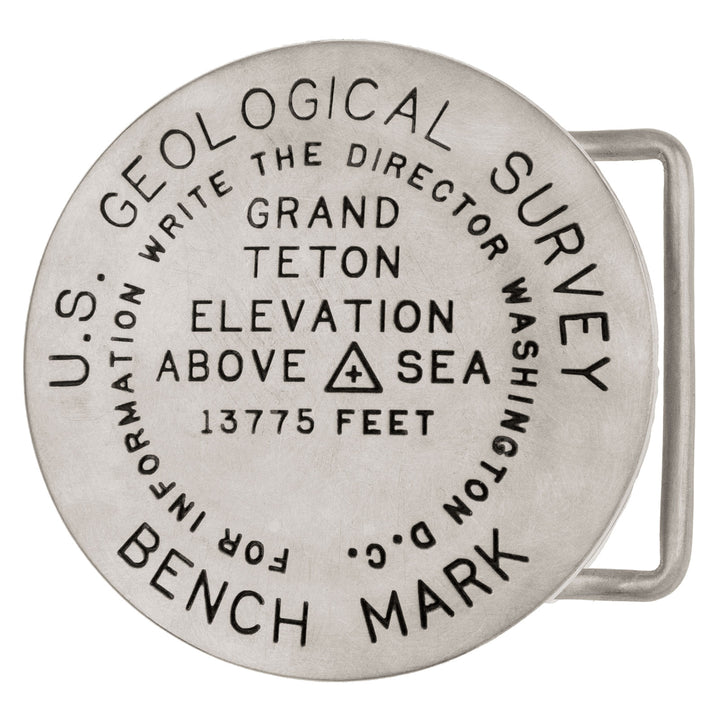 U.S. GEOLOGICAL SURVEY
FOR INFORMATION WRITE THE DIRECTOR WASHINGTON D.C.
GRAND
TETON
ELEVATION
ABOVE SEA
13775 FEET
BENCH MARK